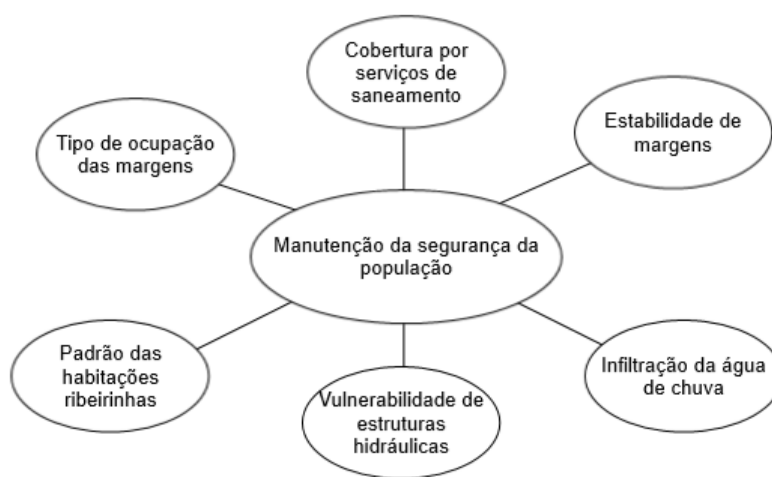 Cobertura por
serviços de
saneamento
Tipo de ocupação
das margens
Estabilidade de
margens
Manutenção da segurança da
população
Padrão das
habitações
ribeirinhas
Vulnerabilidade de
estruturas
hidráulicas
Infiltração da água
de chuva